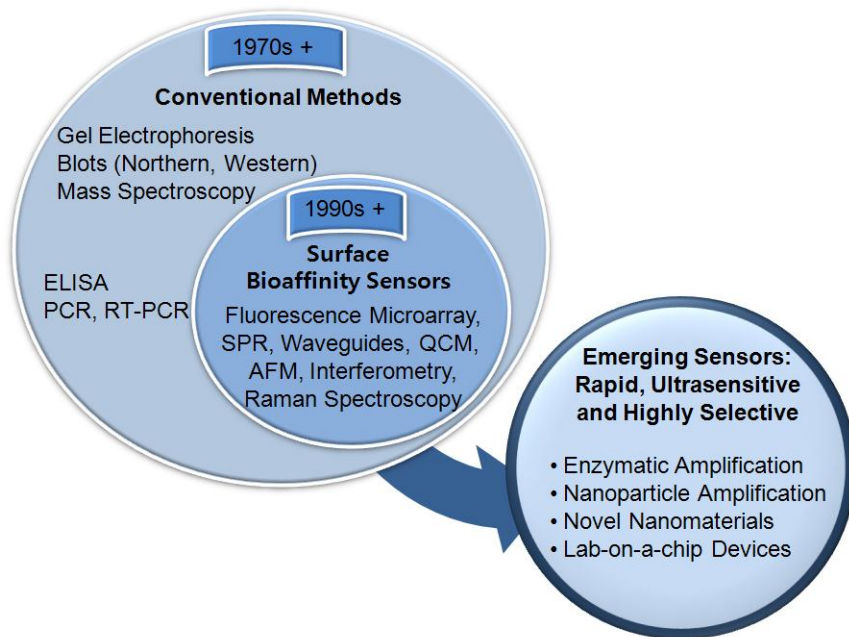 1970s +
Conventional Methods
Gel Electrophoresis
Blots (Northern, Western)
Mass Spectroscopy
ELISA
PCR, RT-PCR
1990s +
Surface
Bioaffinity Sensors
Fluorescence Microarray,
SPR, Waveguides, QCM,
AFM, Interferometry,
Raman Spectroscopy
Emerging Sensors:
Rapid, Ultrasensitive
and Highly Selective
• Enzymatic Amplification
• Nanoparticle Amplification
• Novel Nanomaterials
• Lab-on-a-chip Devices